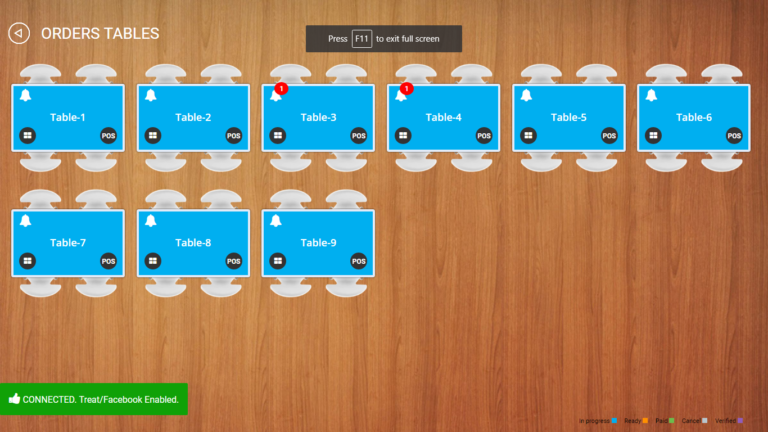 ORDERS TABLES
Press F11 to exit full screen
1
1
Table-1
Table-2
Table-3
Table-4
Table-5
Table-6
POS
POS
POS
POS
POS
POS
Table-7
Table-8
Table-9
POS
POS
POS
CONNECTED. Treat/Facebook Enabled.
In progress
Ready
Paid
Cancel
Verified